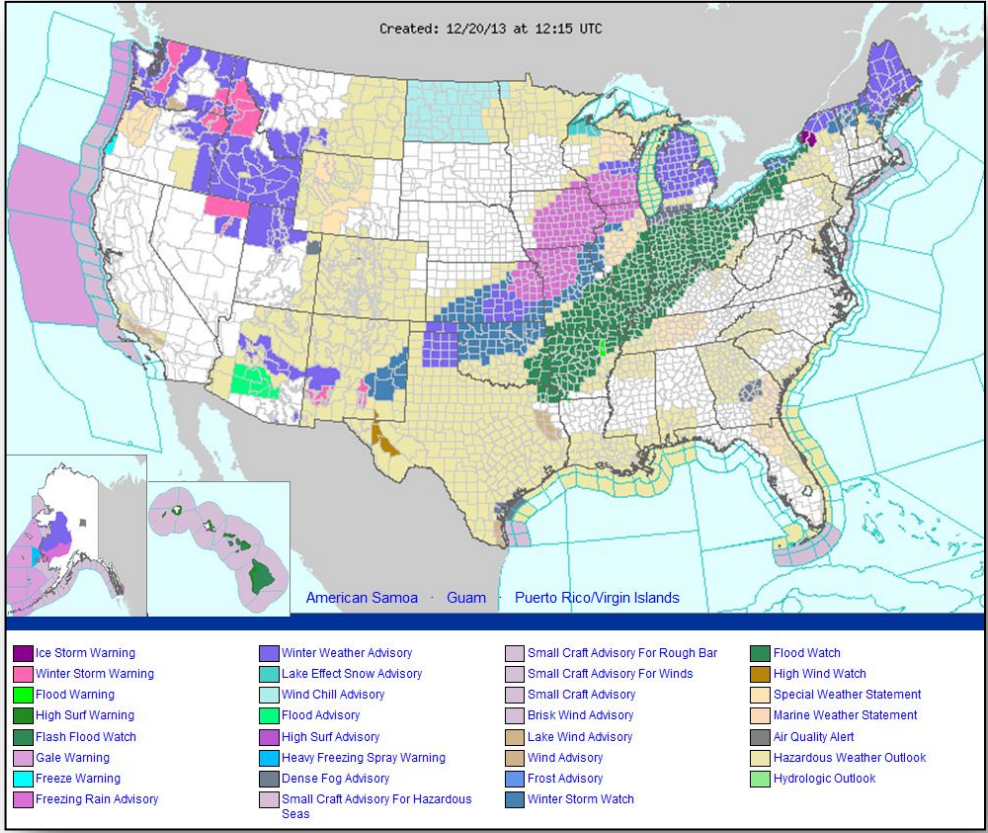 Created: 12/20/13 at 12:15 UTC
American Samoa · Guam · Puerto Rico/Virgin Islands
Ice Storm Warning
Winter Storm Warning
Flood Warning
High Surf Warning
Flash Flood Watch
Gale Warning
Freeze Warning
Freezing Rain Advisory
Winter Weather Advisory
Lake Effect Snow Advisory
Wind Chill Advisory
Flood Advisory
High Surf Advisory
Heavy Freezing Spray Warning
Dense Fog Advisory
Small Craft Advisory For Hazardous
Seas
Small Craft Advisory For Rough Bar
Small Craft Advisory For Winds
Small Craft Advisory
Brisk Wind Advisory
Lake Wind Advisory
Wind Advisory
Frost Advisory
Winter Storm Watch
Flood Watch
High Wind Watch
Special Weather Statement
Marine Weather Statement
Air Quality Alert
Hazardous Weather Outlook
Hydrologic Outlook